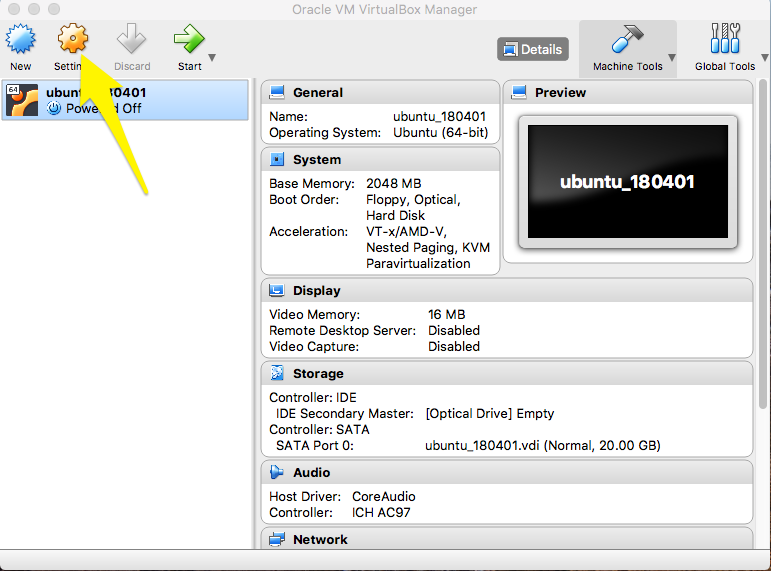 Oracle VM VirtualBox Manager
New
Settin
Discard
Start
Details
Machine Tools
Global Tools
64
ubunt 80401
Powe d Off
General
Name: ubuntu_180401
Operating System: Ubuntu (64-bit)
Preview
ubuntu_180401
System
Base Memory: 2048 MB
Boot Order: Floppy, Optical,
Hard Disk
Acceleration: VT-x/AMD-V,
Nested Paging, KVM
Paravirtualization
Display
Video Memory: 16 MB
Remote Desktop Server: Disabled
Video Capture: Disabled
Storage
Controller: IDE
IDE Secondary Master: [Optical Drive] Empty
Controller: SATA
SATA Port 0: ubuntu_180401.vdi (Normal, 20.00 GB)
Audio
Host Driver: CoreAudio
Controller: ICH AC97
Network